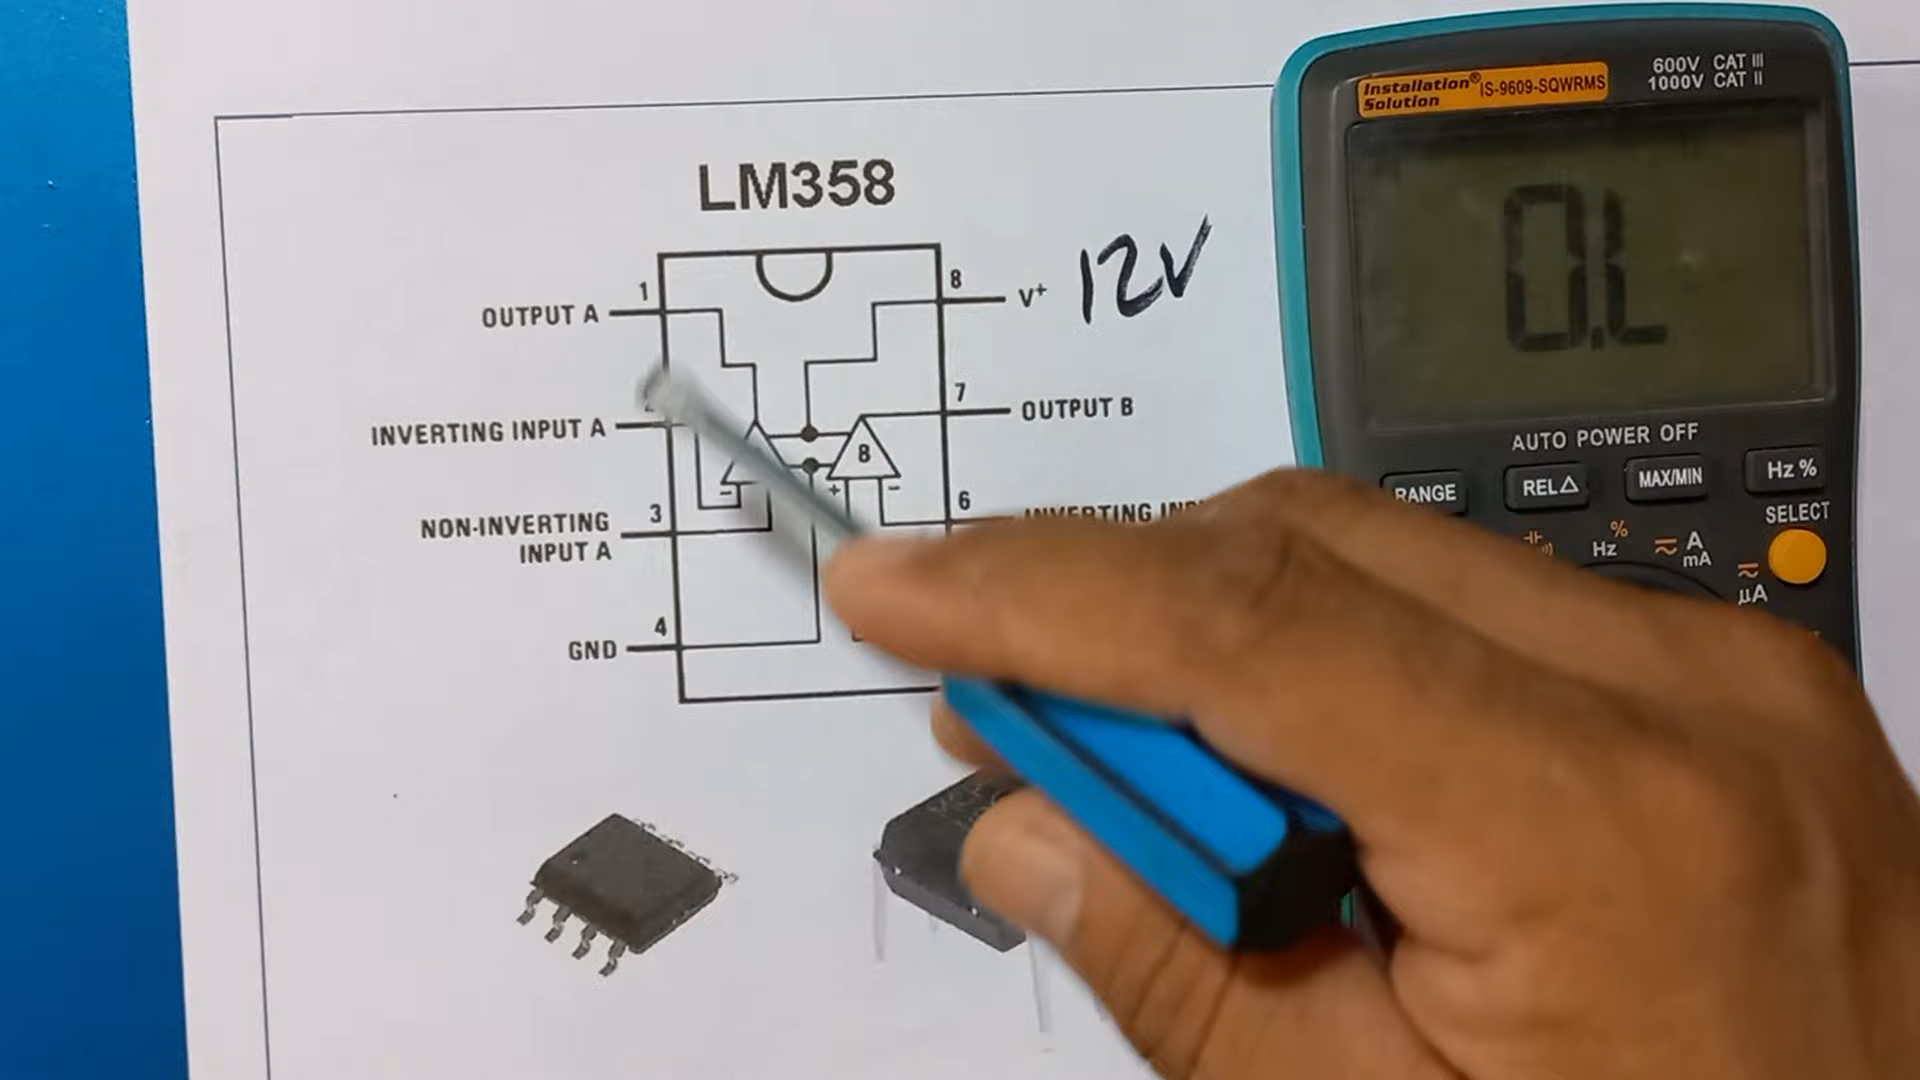 LM358
12V
1
8
OUTPUT A
V+
7
INVERTING INPUT A
OUTPUT B
8
- + -
3
6
NON-INVERTING
INPUT A
INVERTING
4
GND
Installation® IS-9609-SQWRMS
Solution
600V CAT III
1000V CAT II
0.L
AUTO POWER OFF
RANGE
REL△
MAX/MIN
Hz %
SELECT
Hz
%
A
mA
μA